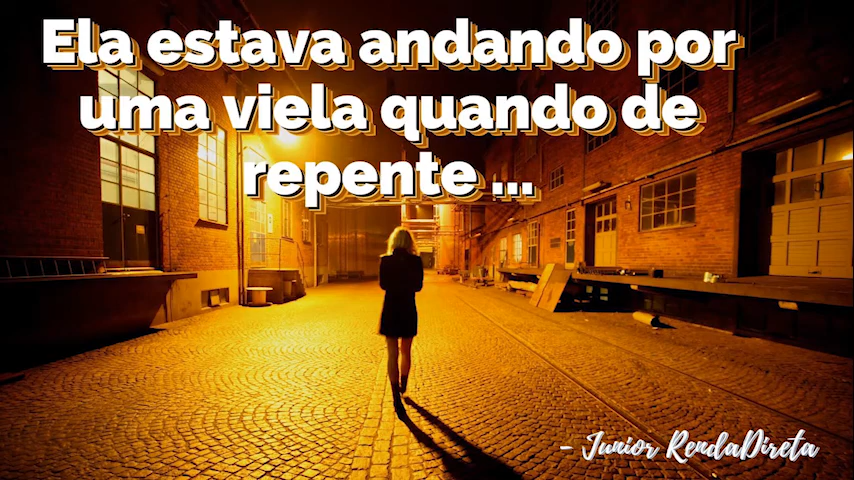 Ela estava andando por
uma viela quando de
repente ...
- Junior RendaDireta